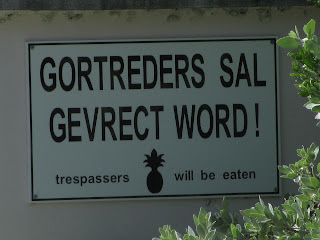 GORTREDERS SAL
GEVRECT WORD!
trespassers will be eaten